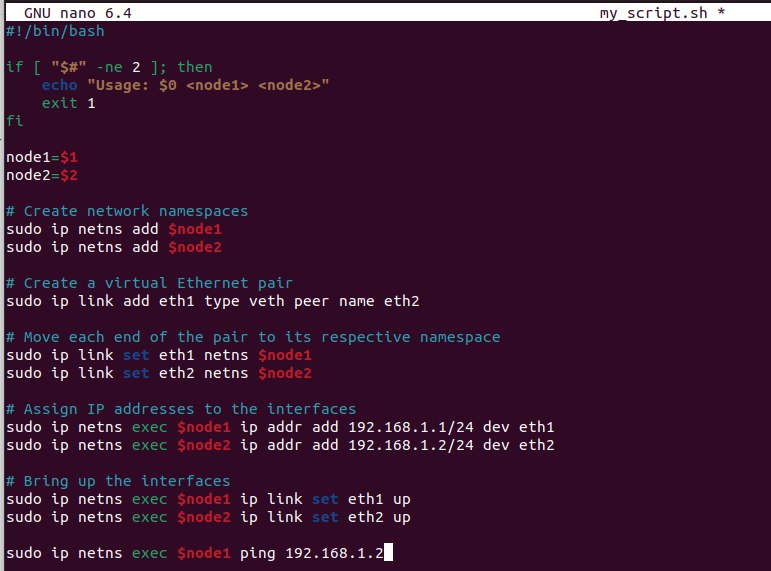 GNU nano 6.4 my_script.sh *
#!/bin/bash
if [ "$#" -ne 2 ]; then
    echo "Usage: $0 <node1> <node2>"
    exit 1
fi
node1=$1
node2=$2
# Create network namespaces
sudo ip netns add $node1
sudo ip netns add $node2
# Create a virtual Ethernet pair
sudo ip link add eth1 type veth peer name eth2
# Move each end of the pair to its respective namespace
sudo ip link set eth1 netns $node1
sudo ip link set eth2 netns $node2
# Assign IP addresses to the interfaces
sudo ip netns exec $node1 ip addr add 192.168.1.1/24 dev eth1
sudo ip netns exec $node2 ip addr add 192.168.1.2/24 dev eth2
# Bring up the interfaces
sudo ip netns exec $node1 ip link set eth1 up
sudo ip netns exec $node2 ip link set eth2 up
sudo ip netns exec $node1 ping 192.168.1.2